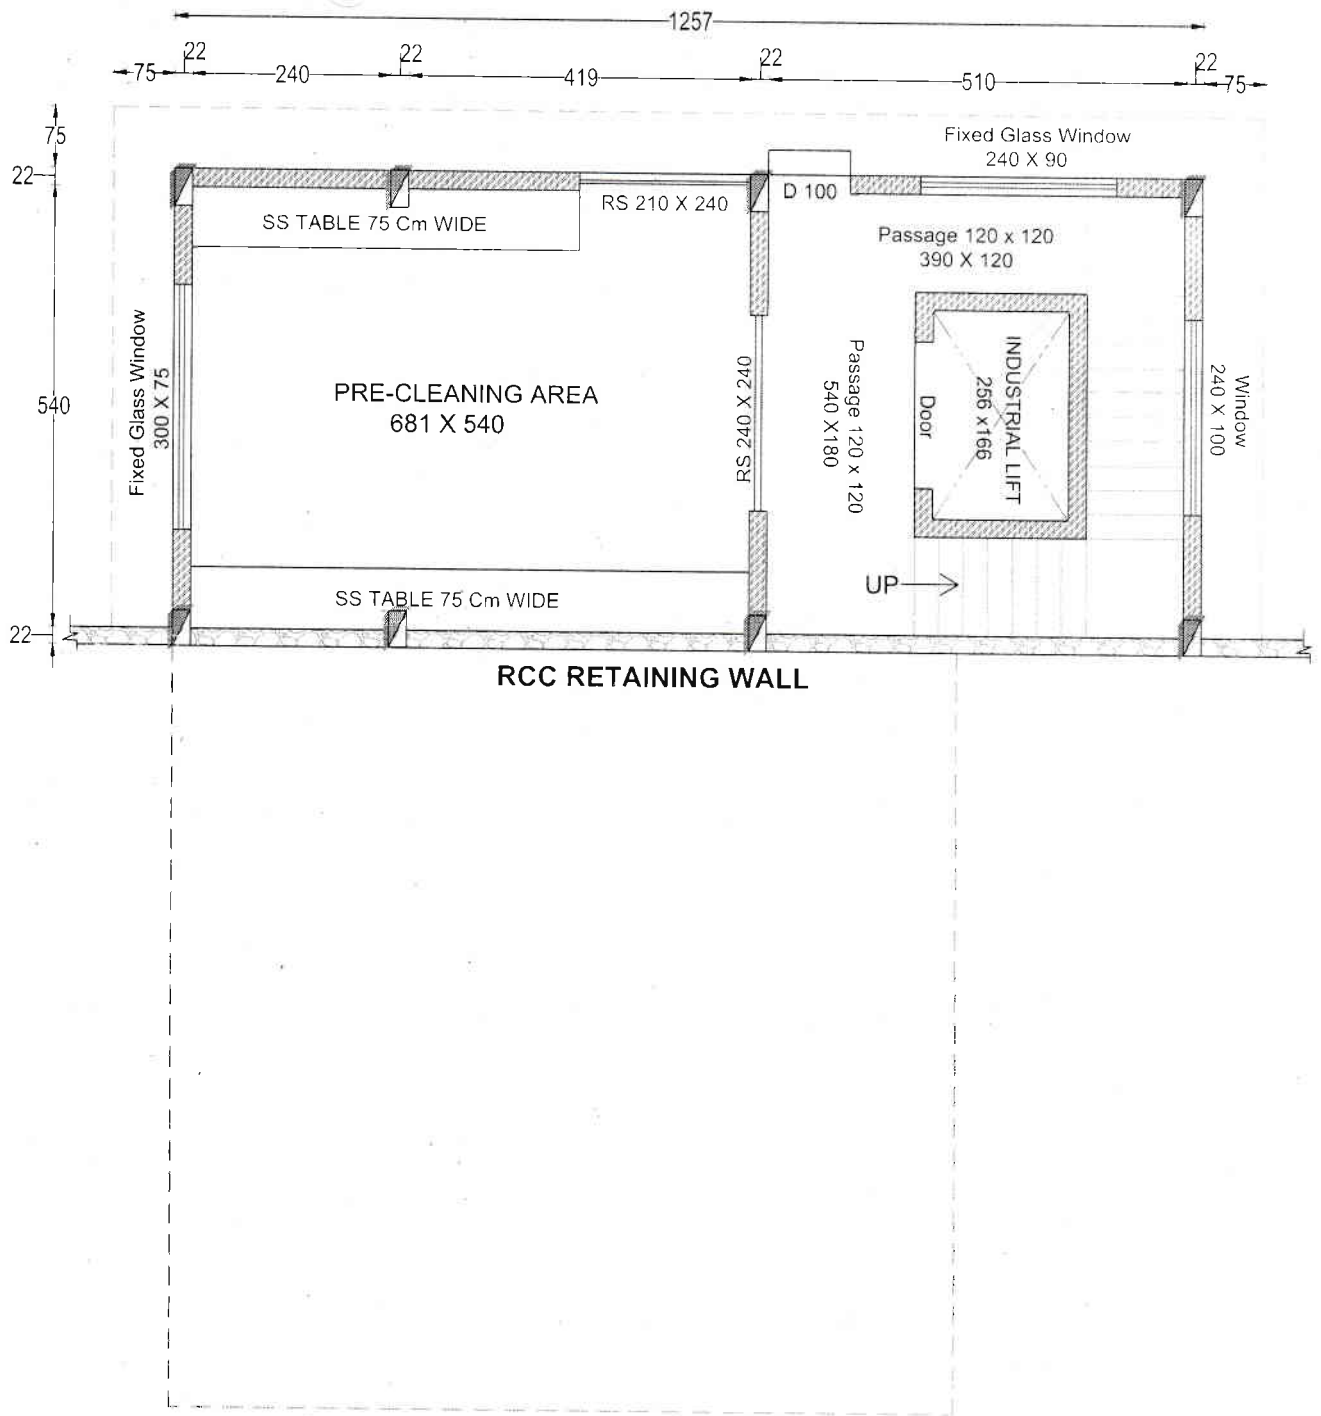 1257
22
22
22
22
75
240
419
510
75
75
22
540
22
Fixed Glass Window
240 X 90
D 100
RS 210 X 240
SS TABLE 75 Cm WIDE
Passage 120 x 120
390 X 120
Fixed Glass Window
300 X 75
PRE-CLEANING AREA
681 X 540
RS 240 X 240
Passage 120 x 120
540 X180
Door
INDUSTRIAL LIFT
256 x166
Window
240 X 100
UP
SS TABLE 75 Cm WIDE
RCC RETAINING WALL